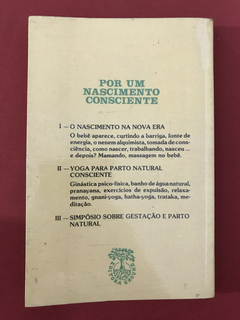 POR UM
NASCIMENTO
CONSCIENTE
I — O NASCIMENTO NA NOVA ERA
O bebê aparece, curtindo a barriga, fonte de
energia, o nenem alquimista, tomada de cons-
ciência, como nascer, trabalhando, nasceu ...
e depois? Mamando, massagem no bebê.
II — YOGA PARA PARTO NATURAL
CONSCIENTE
Ginástica psico-física, banho de água natural,
pranayana, exercícios de expulsão, relaxa-
mento, gnani-yoga, hatha-yoga, trataka, me-
ditação.
III — SIMPÓSIO SOBRE GESTAÇÃO E PARTO
NATURAL